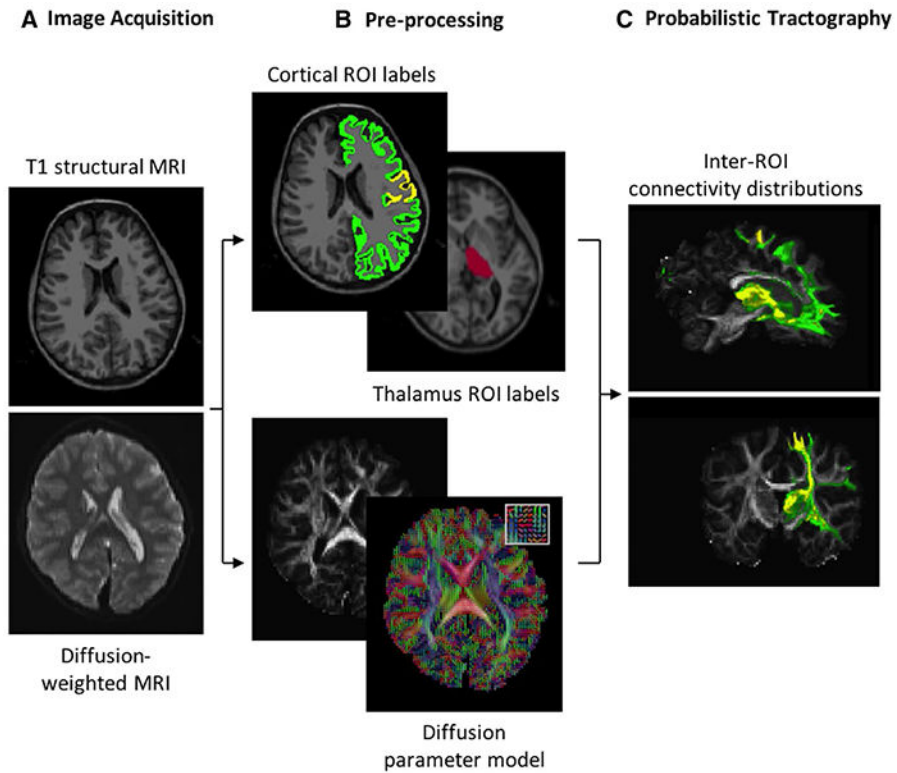 A Image Acquisition
B Pre-processing
C Probabilistic Tractography
T1 structural MRI
Diffusion-
weighted MRI
Cortical ROI labels
Thalamus ROI labels
Diffusion
parameter model
Inter-ROI
connectivity distributions